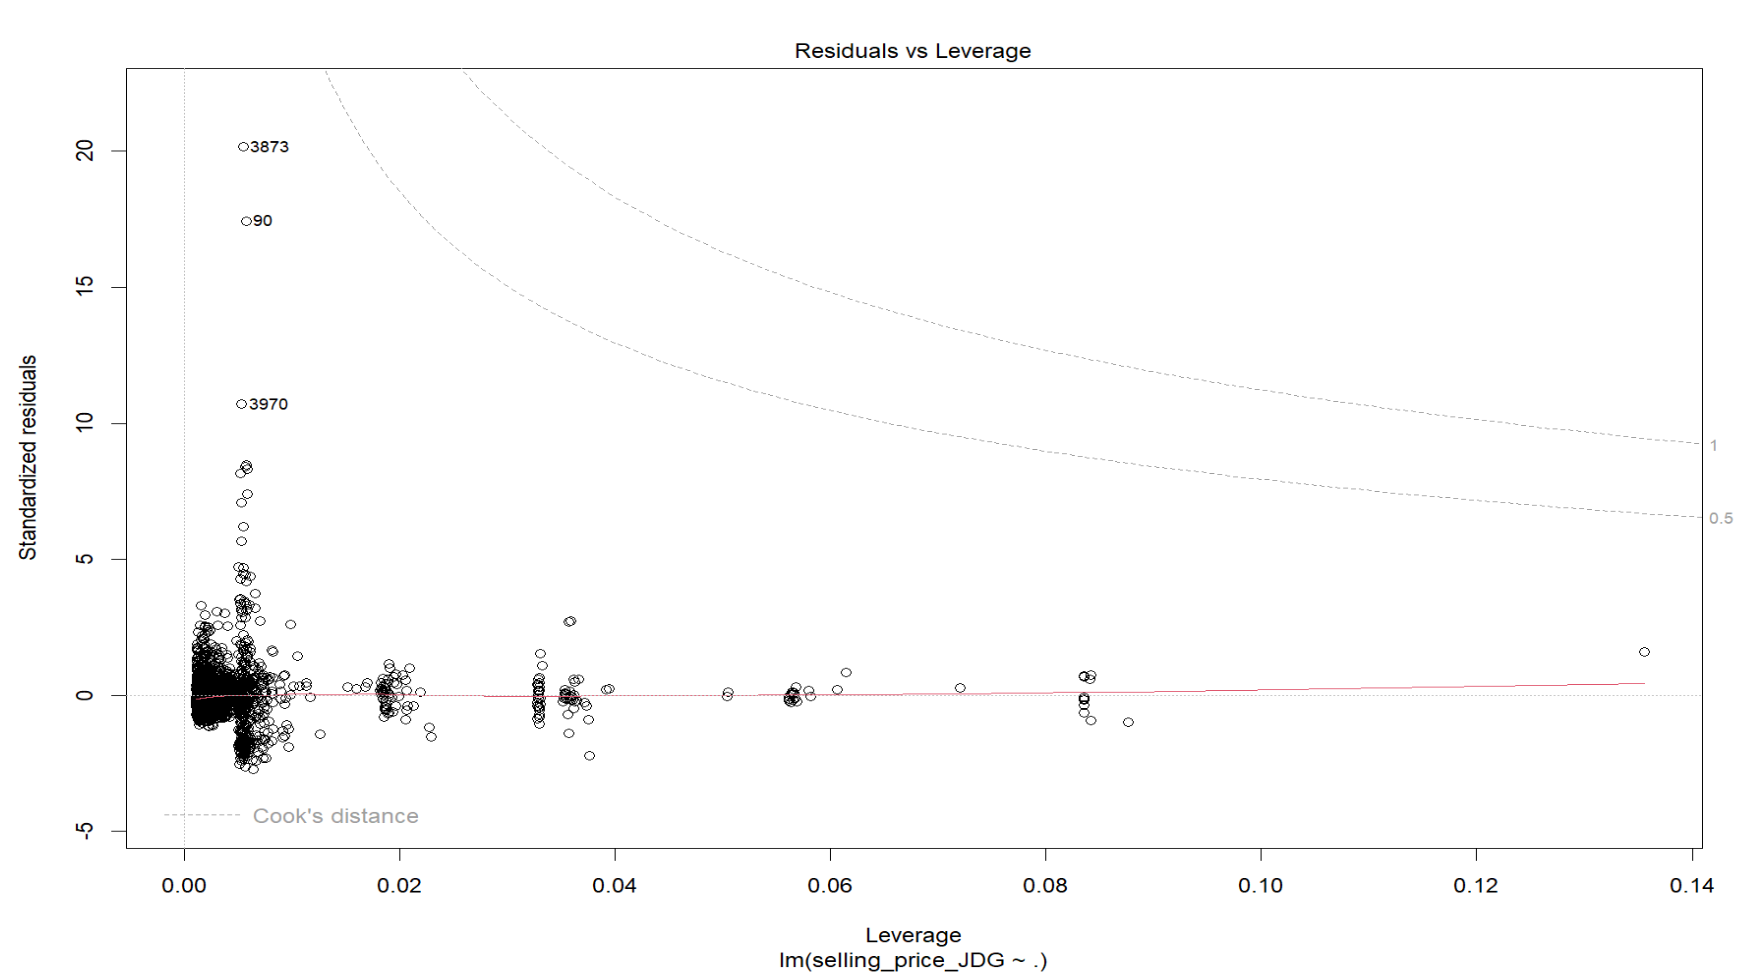 Residuals vs Leverage
20
15
10
5
0
-5
Standardized residuals
3873
90
3970
1
0.5
Cook's distance
0.00 0.02 0.04 0.06 0.08 0.10 0.12 0.14
Leverage
lm(selling_price_JDG ~ .)